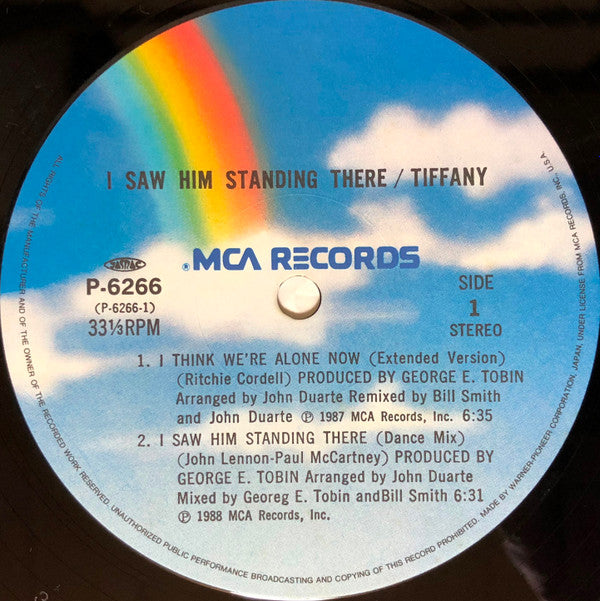 I SAW HIM STANDING THERE / TIFFANY
® MCA RECORDS
JASRAC
P-6266
(P-6266-1)
33⅓RPM
SIDE
1
STEREO
1. I THINK WE'RE ALONE NOW (Extended Version)
(Ritchie Cordell) PRODUCED BY GEORGE E. TOBIN
Arranged by John Duarte Remixed by Bill Smith
and John Duarte ℗ 1987 MCA Records, Inc. 6:35
2. I SAW HIM STANDING THERE (Dance Mix)
(John Lennon-Paul McCartney) PRODUCED BY
GEORGE E. TOBIN Arranged by John Duarte
Mixed by Georeg E. Tobin andBill Smith 6:31
℗ 1988 MCA Records, Inc.
ALL RIGHTS OF THE MANUFACTURER AND OF THE OWNER OF THE RECORDED WORK RESERVED. UNAUTHORIZED PUBLIC PERFORMANCE BROADCASTING AND COPYING OF THIS RECORD PROHIBITED. MADE BY WARNER-PIONEER CORPORATION, JAPAN, UNDER LICENSE FROM MCA RECORDS, INC., U.S.A.